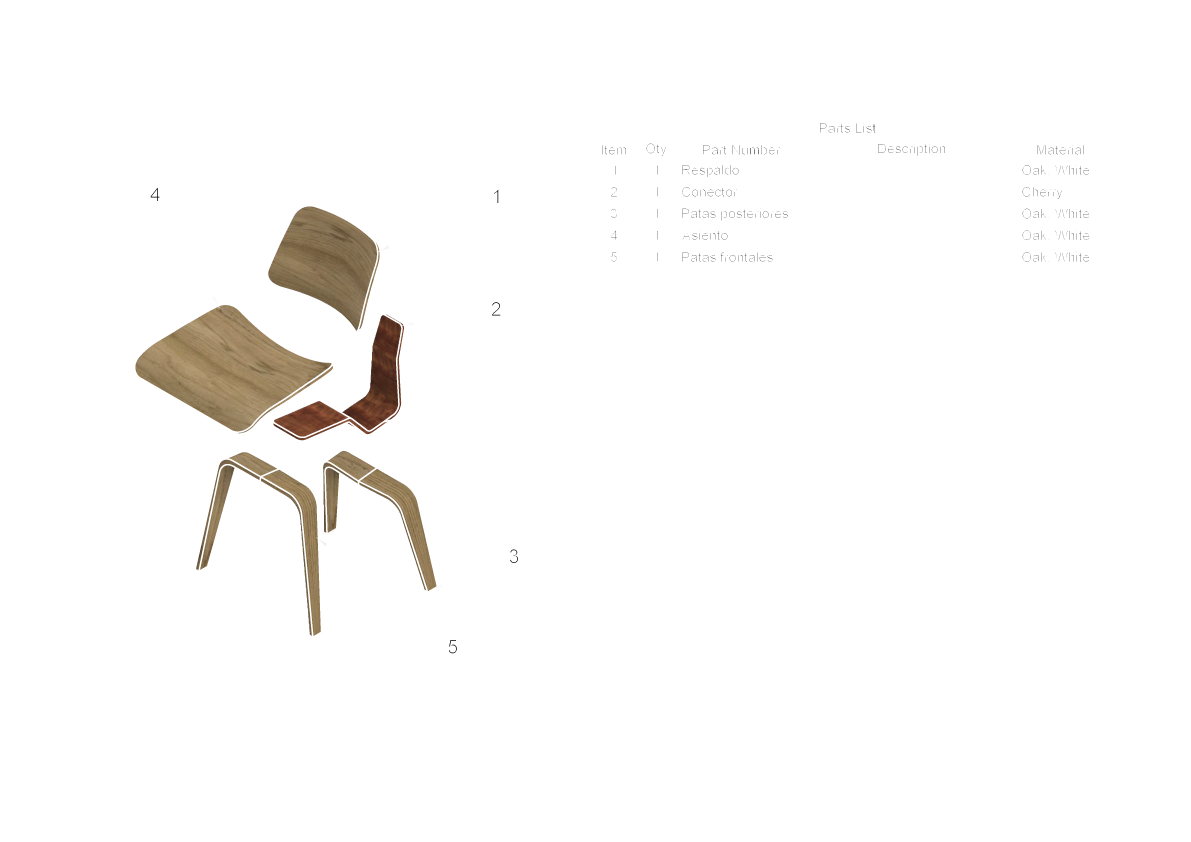 Parts List
Item Qty Part Number Description Material
1 1 Respaldo Oak, White
2 1 Conector Cherry
3 1 Patas posteriores Oak, White
4 1 Asiento Oak, White
5 1 Patas frontales Oak, White
4
1
2
3
5